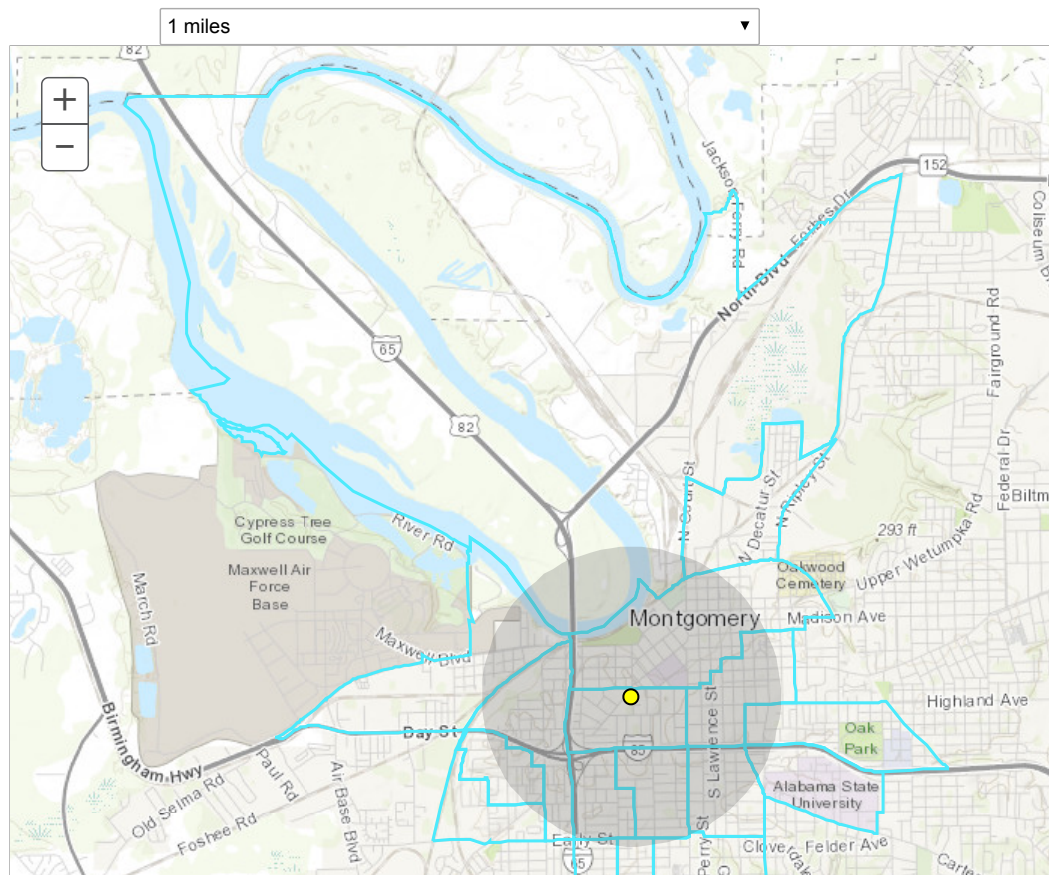 1 miles
82
+
−
152
Jackson Ferry Rd
Forbes Dr
North Blvd
Coliseum B
65
82
Fairground Rd
Federal Dr
Biltm
N Court St
N Decatur St
N Ripley St
293 ft
Upper Wetumpka Rd
Cypress Tree
Golf Course
River Rd
Maxwell Air
Force
Base
March Rd
Oakwood
Cemetery
Montgomery
Madison Ave
Maxwell Blvd
S Lawrence St
Highland Ave
Birmingham Hwy
Day St
Oak
Park
Paul Rd
Old Selma Rd
Air Base Blvd
Alabama State
University
Foshee Rd
Early St
Perry St
Clove
Felder Ave
65
Carter